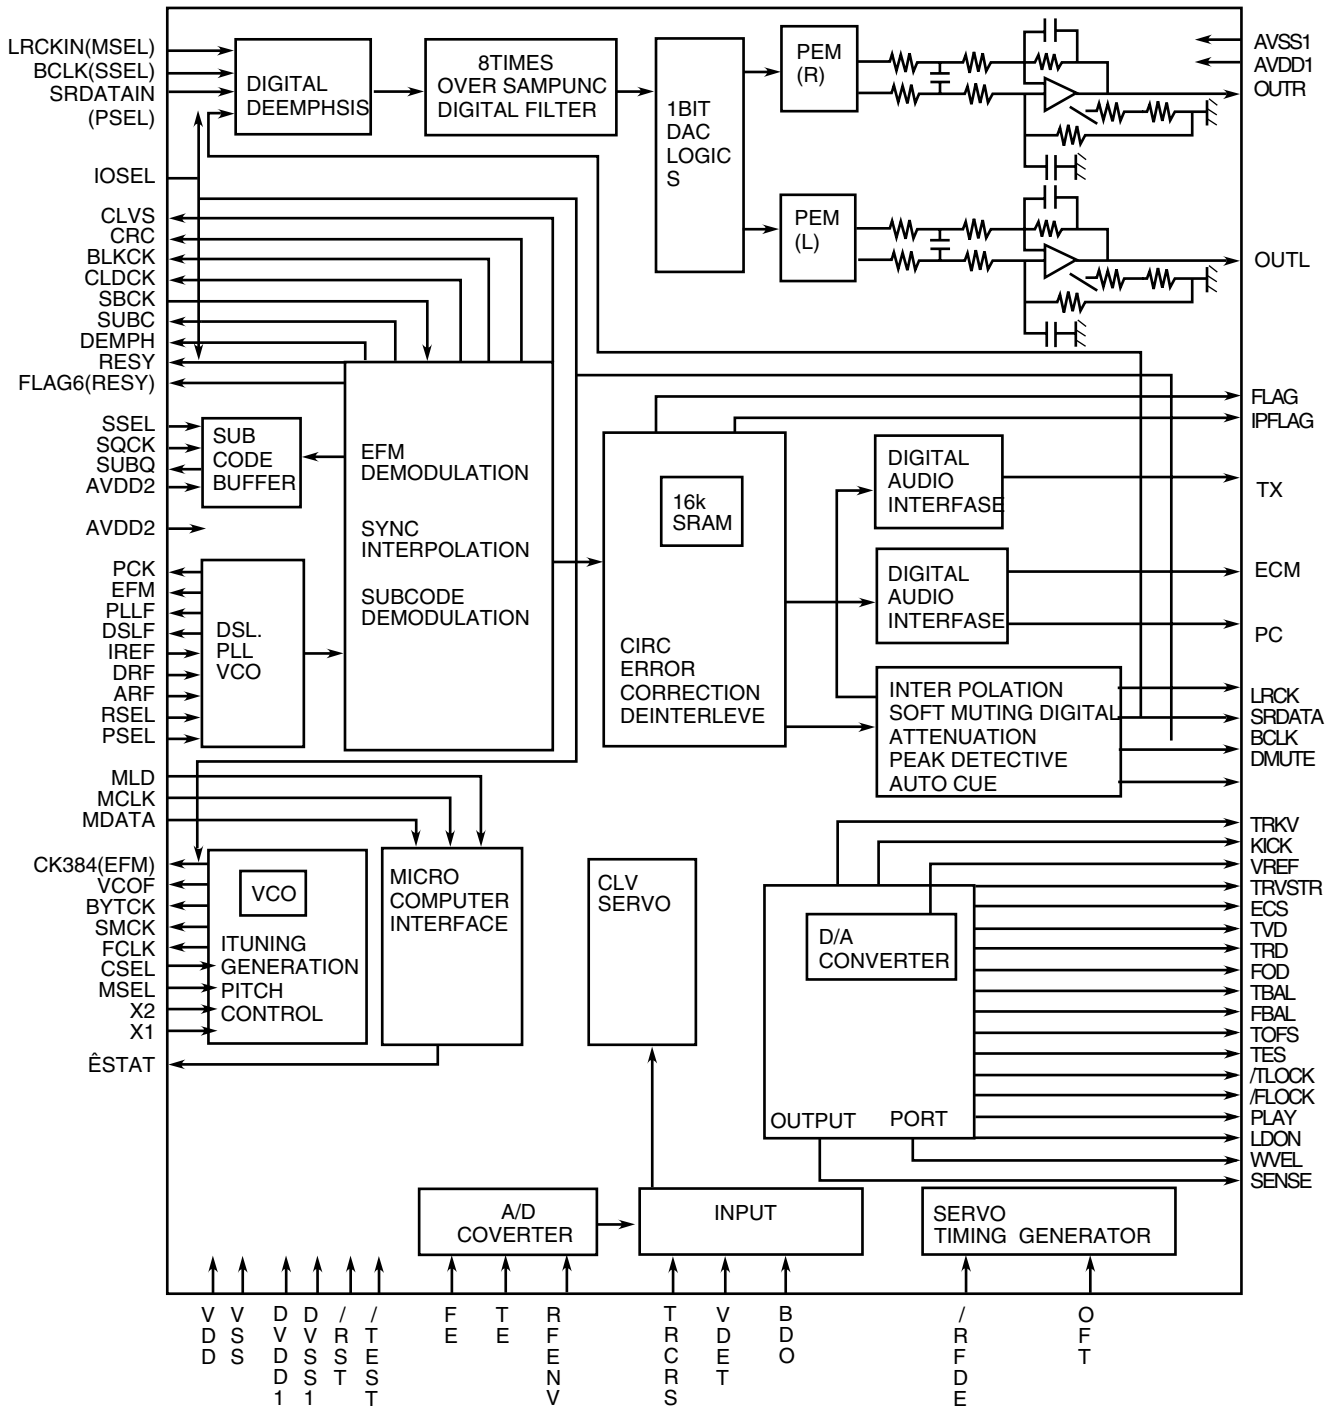 LRCKIN(MSEL)
BCLK(SSEL)
SRDATAIN
(PSEL)
IOSEL
CLVS
CRC
BLKCK
CLDCK
SBCK
SUBC
DEMPH
RESY
FLAG6(RESY)
SSEL
SQCK
SUBQ
AVDD2
AVDD2
PCK
EFM
PLLF
DSLF
IREF
DRF
ARF
RSEL
PSEL
MLD
MCLK
MDATA
CK384(EFM)
VCOF
BYTCK
SMCK
FCLK
CSEL
MSEL
X2
X1
ÊSTAT
DIGITAL
DEEMPHSIS
8TIMES
OVER SAMPUNC
DIGITAL FILTER
1BIT
DAC
LOGIC
S
PEM
(R)
PEM
(L)
SUB
CODE
BUFFER
EFM
DEMODULATION
SYNC
INTERPOLATION
SUBCODE
DEMODULATION
DSL.
PLL
VCO
16k
SRAM
CIRC
ERROR
CORRECTION
DEINTERLEVE
DIGITAL
AUDIO
INTERFASE
DIGITAL
AUDIO
INTERFASE
INTER POLATION
SOFT MUTING DIGITAL
ATTENUATION
PEAK DETECTIVE
AUTO CUE
VCO
ITUNING
GENERATION
PITCH
CONTROL
MICRO
COMPUTER
INTERFACE
CLV
SERVO
D/A
CONVERTER
OUTPUT PORT
A/D
COVERTER
INPUT
SERVO
TIMING GENERATOR
AVSS1
AVDD1
OUTR
OUTL
FLAG
IPFLAG
TX
ECM
PC
LRCK
SRDATA
BCLK
DMUTE
TRKV
KICK
VREF
TRVSTR
ECS
TVD
TRD
FOD
TBAL
FBAL
TOFS
TES
/TLOCK
/FLOCK
PLAY
LDON
WVEL
SENSE
VDD
VSS
DVDD1
DVSS1
/RST
/TEST
FE
TE
RFENV
TRCRS
VDET
BDO
/RFDE
OFT